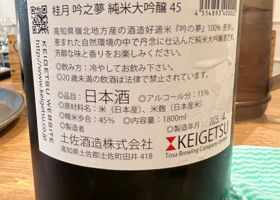 桂月 吟之夢 純米大吟醸 45
4514893400002
高知県嶺北地方産の酒造好適米『吟の夢』100%使用し、
恵まれた自然環境の中で丹念に仕込んだ純米大吟醸です。
芳醇な味と香りをお楽しみください。
○飲み方:冷やしてお飲み下さい。
○20歳未満の飲酒は法律で禁止されています。
○品目:日本酒 ○アルコール分:15%
○原材料名:米(日本産)、米麹(日本産米)
○精米歩合:45% ○内容量:1800ml
○製造者 ○製造年月 2023. 4.
土佐酒造株式会社
高知県土佐郡土佐町田井 418
KEIGETSU
Tosa Brewing Company Limited
KEIGETSU WEBSITE
www.keigetsu.co.jp/